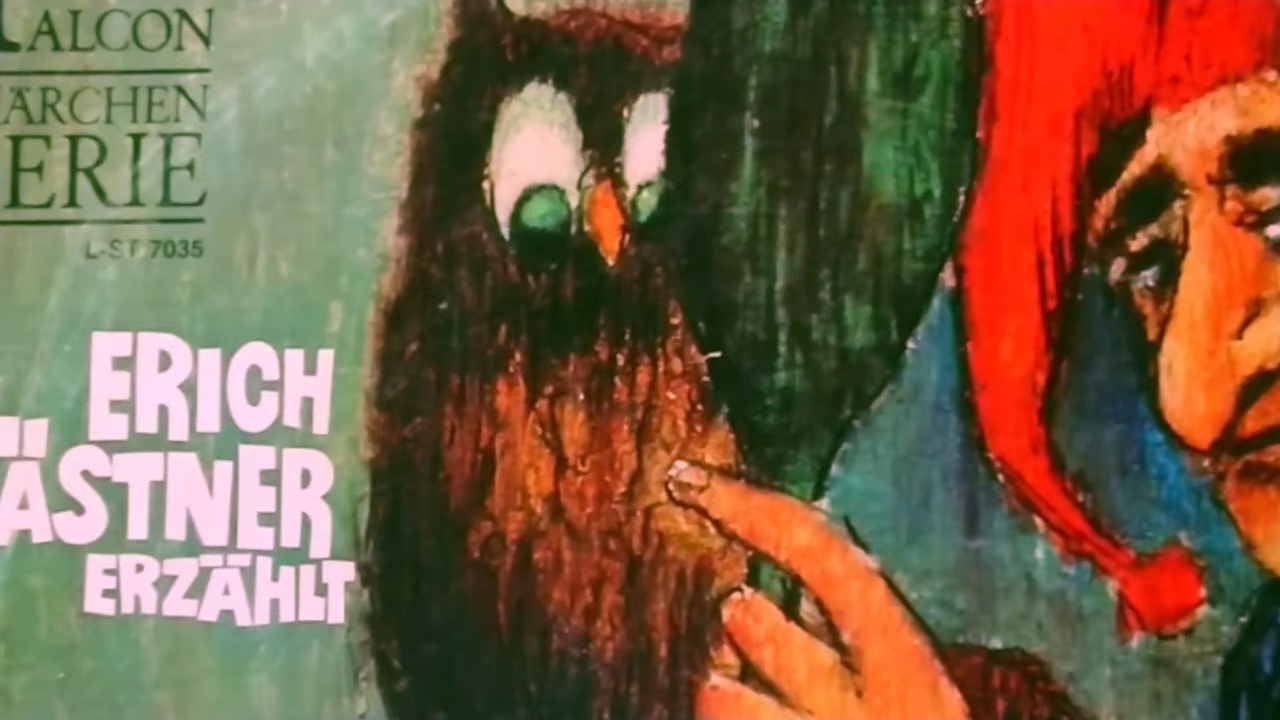 ALCON
ÄRCHEN
ERIE
L-ST 7035
ERICH
ÄSTNER
ERZÄHLT